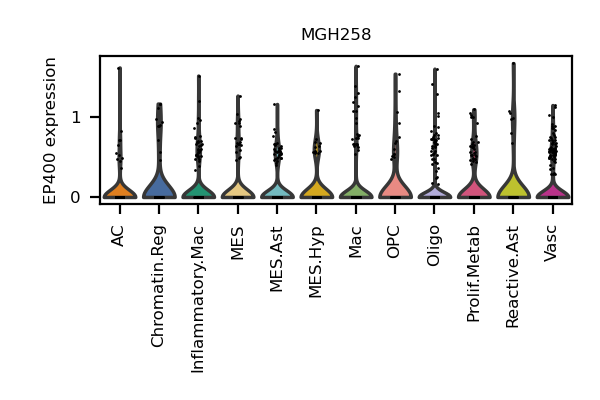 MGH258
EP400 expression
1
0
AC
Chromatin.Reg
Inflammatory.Mac
MES
MES.Ast
MES.Hyp
Mac
OPC
Oligo
Prolif.Metab
Reactive.Ast
Vasc